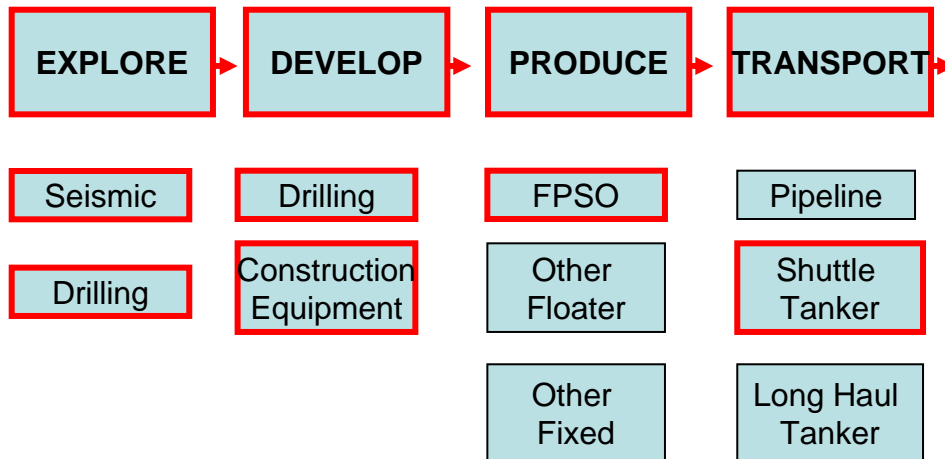 EXPLORE
DEVELOP
PRODUCE
TRANSPORT
Seismic
Drilling
FPSO
Pipeline
Drilling
Construction
Equipment
Other
Floater
Shuttle
Tanker
Other
Fixed
Long Haul
Tanker